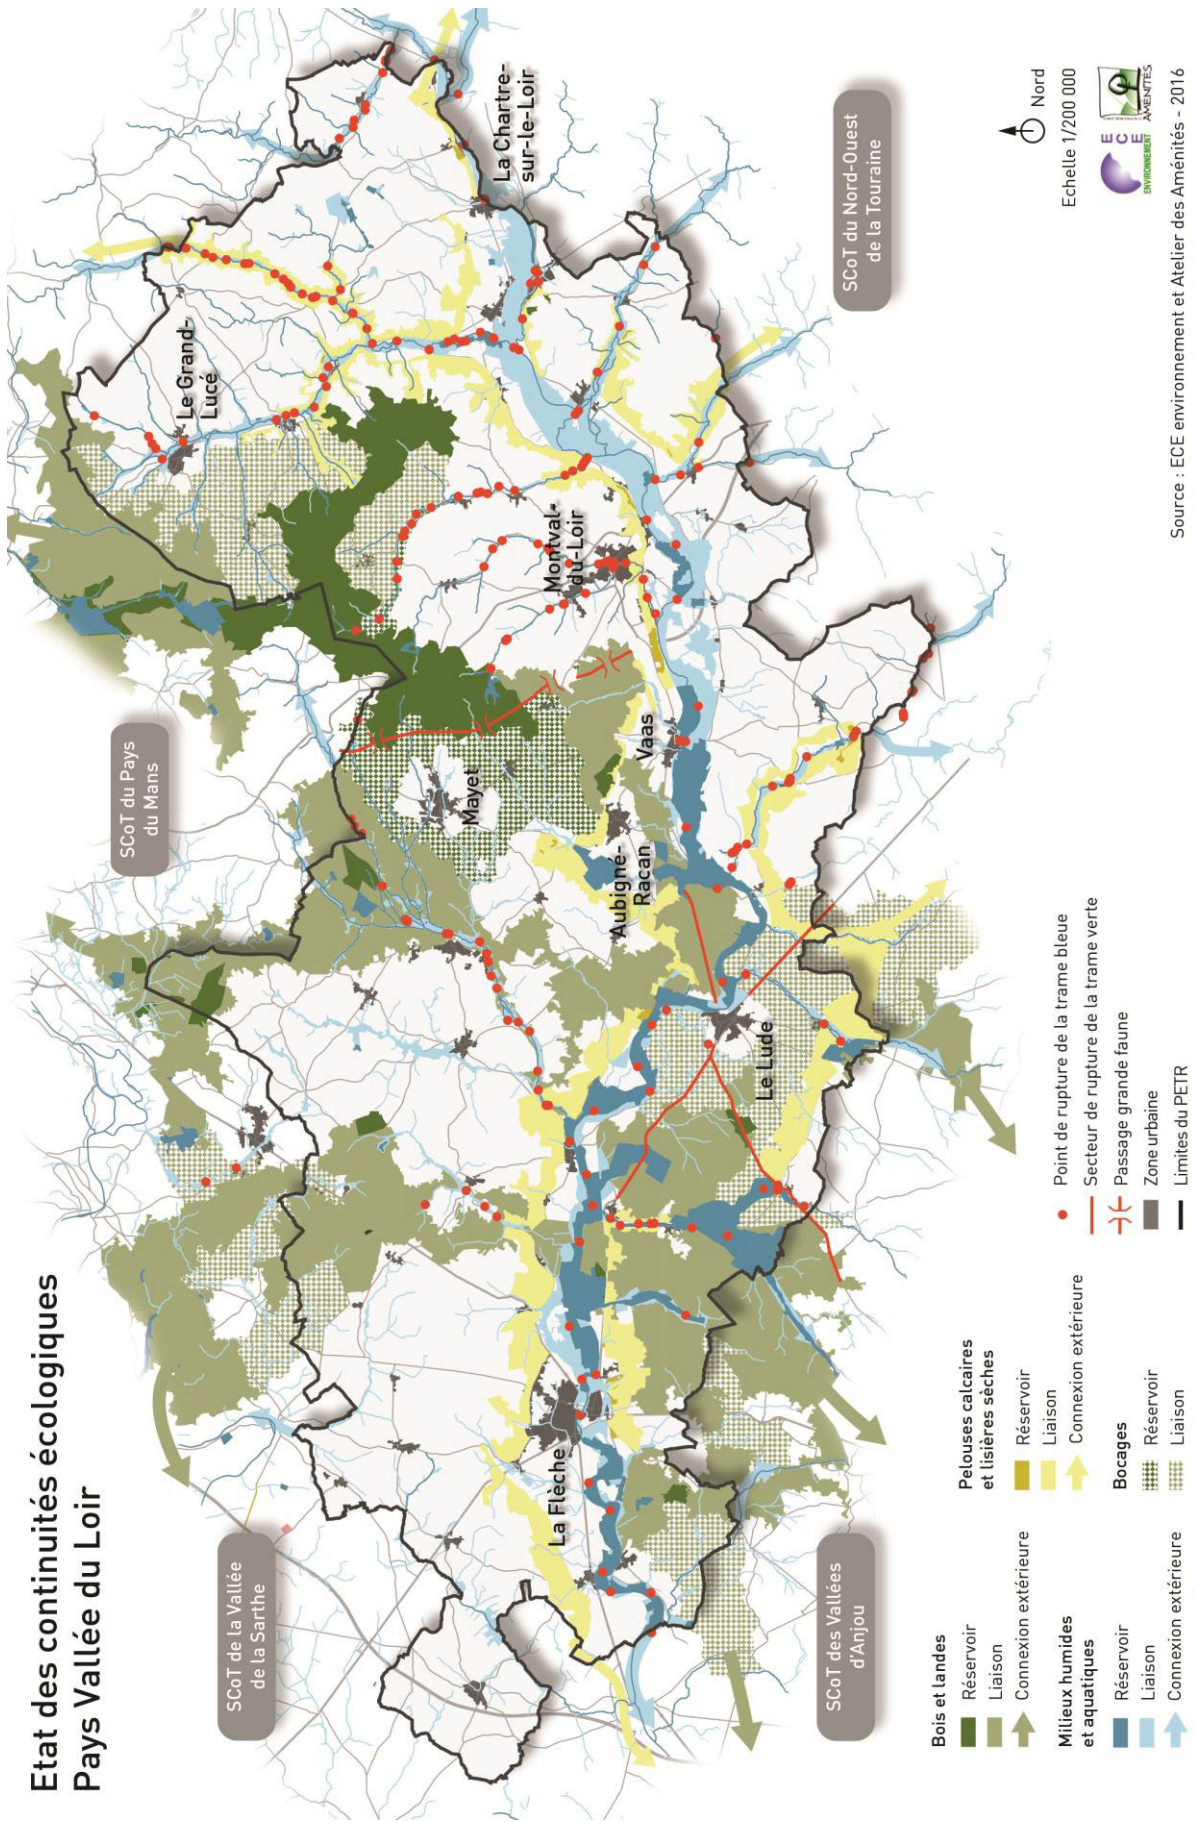 Etat des continuités écologiques
Pays Vallée du Loir
SCoT de la Vallée
de la Sarthe
SCoT du Pays
du Mans
Le Grand-
Lucé
La Chartre-
sur-le-Loir
Montval-
du-Loir
Mayet
Vaas
Aubigné-
Racan
La Flèche
Le Lude
SCoT des Vallées
d'Anjou
SCoT du Nord-Ouest
de la Touraine
Bois et landes
Réservoir
Liaison
Connexion extérieure
Milieux humides
et aquatiques
Réservoir
Liaison
Connexion extérieure
Pelouses calcaires
et lisières sèches
Réservoir
Liaison
Connexion extérieure
Bocages
Réservoir
Liaison
Point de rupture de la trame bleue
Secteur de rupture de la trame verte
Passage grande faune
Zone urbaine
Limites du PETR
Nord
Echelle 1/200 000
ECE
ENVIRONNEMENT
AMÉNITÉS
Source : ECE environnement et Atelier des Aménités - 2016